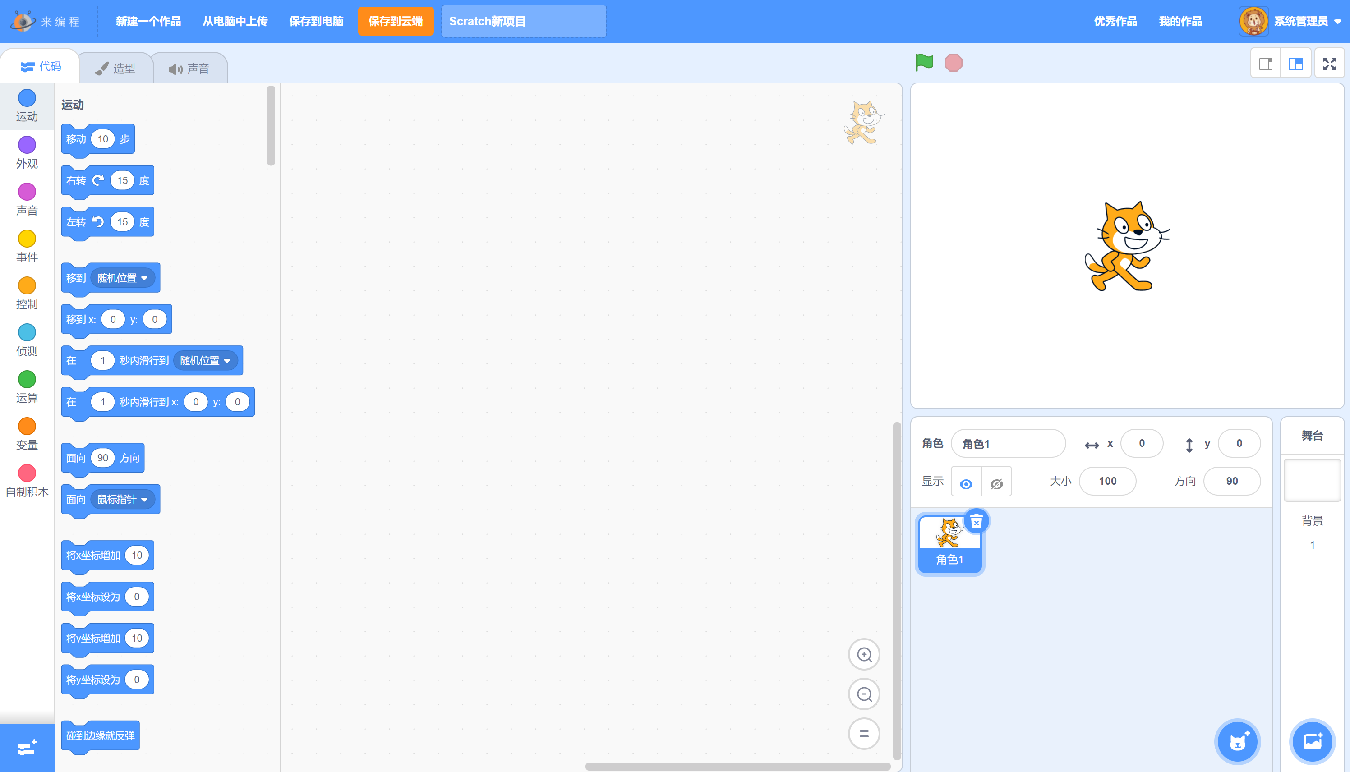 来编程 新建一个作品 从电脑中上传 保存到电脑 保存到云端 Scratch新项目 优秀作品 我的作品 系统管理员
代码 造型 声音
运动
外观
声音
事件
控制
侦测
运算
变量
自制积木
运动
移动 10 步
右转 15 度
左转 15 度
移到 随机位置
移到 x: 0 y: 0
在 1 秒内滑行到 随机位置
在 1 秒内滑行到 x: 0 y: 0
面向 90 方向
面向 鼠标指针
将x坐标增加 10
将x坐标设为 0
将y坐标增加 10
将y坐标设为 0
碰到边缘就反弹
角色 角色1 x 0 y 0
显示 大小 100 方向 90
角色1
舞台
背景
1